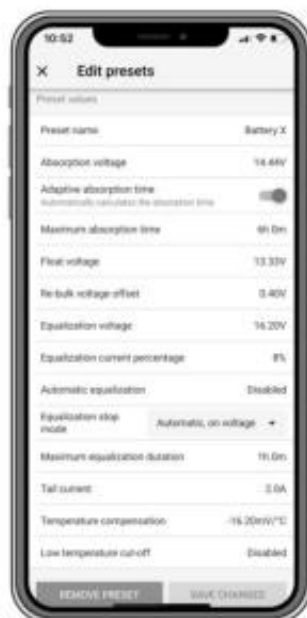 10:52
Edit presets
Preset values
Preset name Battery X
Absorption voltage 14.44V
Adaptive absorption time
Automatically calculates the absorption time
Maximum absorption time 6h 0m
Float voltage 13.33V
Re-bulk voltage offset 0.40V
Equalization voltage 16.20V
Equalization current percentage 8%
Automatic equalization Disabled
Equalization stop
mode Automatic, on voltage
Maximum equalization duration 1h 0m
Tail current 2.0A
Temperature compensation -16.20mV/°C
Low temperature cut-off Disabled
REMOVE PRESET SAVE CHANGES